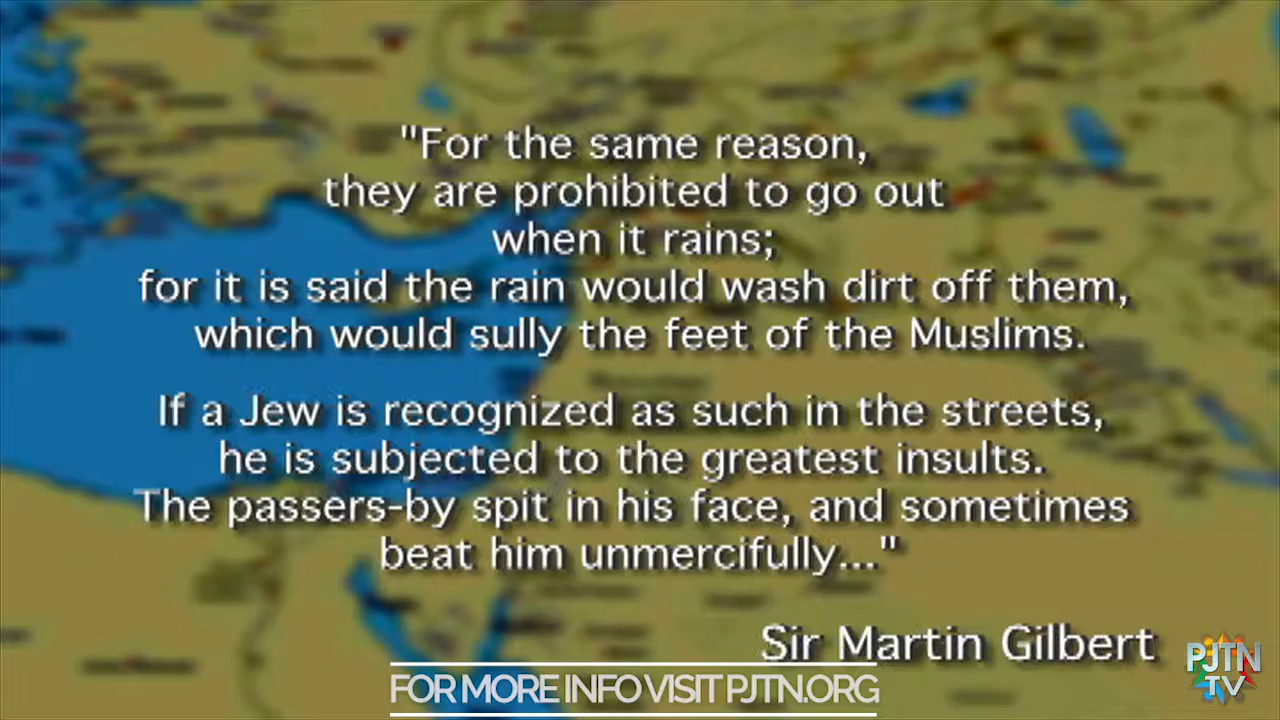 "For the same reason,
they are prohibited to go out
when it rains;
for it is said the rain would wash dirt off them,
which would sully the feet of the Muslims.
If a Jew is recognized as such in the streets,
he is subjected to the greatest insults.
The passers-by spit in his face, and sometimes
beat him unmercifully..."
Sir Martin Gilbert
FOR MORE INFO VISIT PJTN.ORG
PJTN
TV